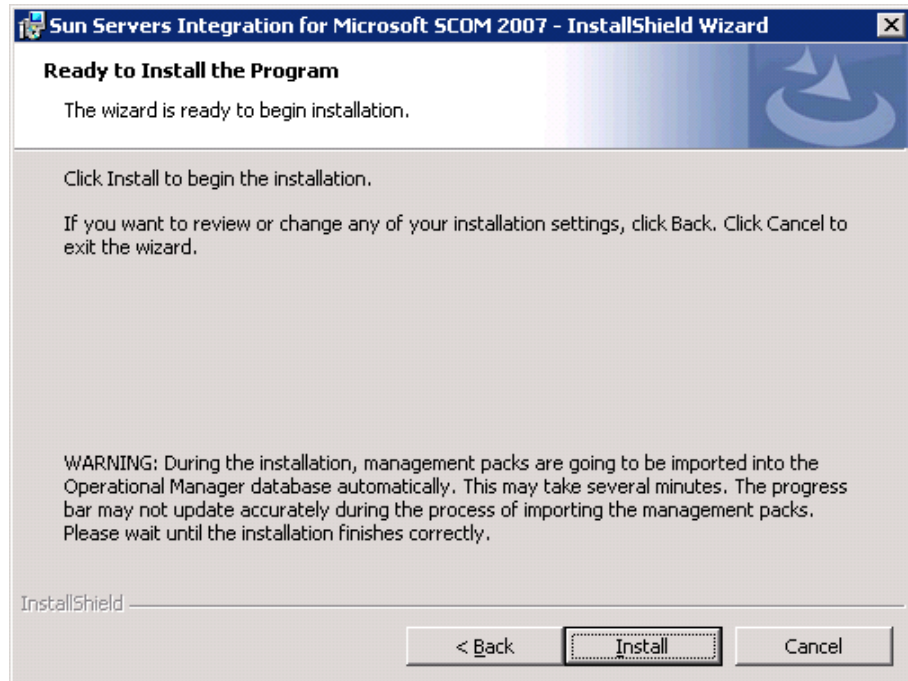 Sun Servers Integration for Microsoft SCOM 2007 - InstallShield Wizard
Ready to Install the Program
The wizard is ready to begin installation.
Click Install to begin the installation.
If you want to review or change any of your installation settings, click Back. Click Cancel to
exit the wizard.
WARNING: During the installation, management packs are going to be imported into the
Operational Manager database automatically. This may take several minutes. The progress
bar may not update accurately during the process of importing the management packs.
Please wait until the installation finishes correctly.
InstallShield
< Back Install Cancel